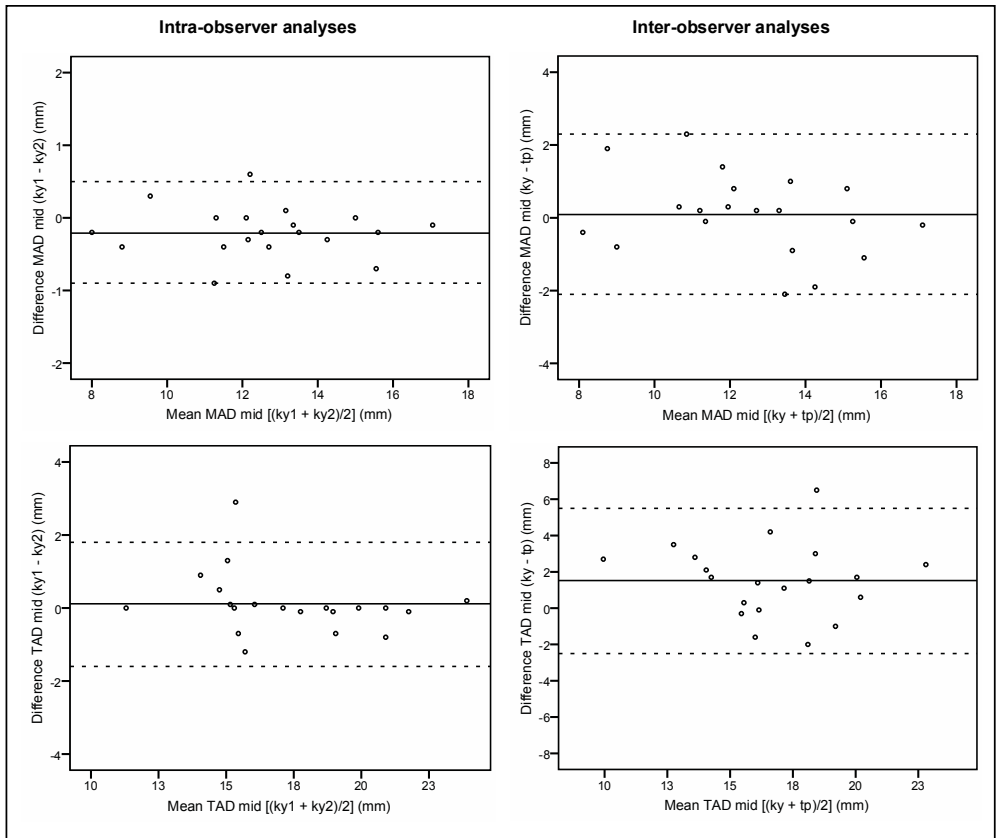 Intra-observer analyses
Inter-observer analyses
Difference MAD mid (ky1 - ky2) (mm)
2
1
0
-1
-2
8 10 12 14 16 18
Mean MAD mid [(ky1 + ky2)/2] (mm)
Difference MAD mid (ky - tp) (mm)
4
2
0
-2
-4
8 10 12 14 16 18
Mean MAD mid [(ky + tp)/2] (mm)
Difference TAD mid (ky1 - ky2) (mm)
4
2
0
-2
-4
10 13 15 18 20 23
Mean TAD mid [(ky1 + ky2)/2] (mm)
Difference TAD mid (ky - tp) (mm)
8
6
4
2
0
-2
-4
-6
-8
10 13 15 18 20 23
Mean TAD mid [(ky + tp)/2] (mm)